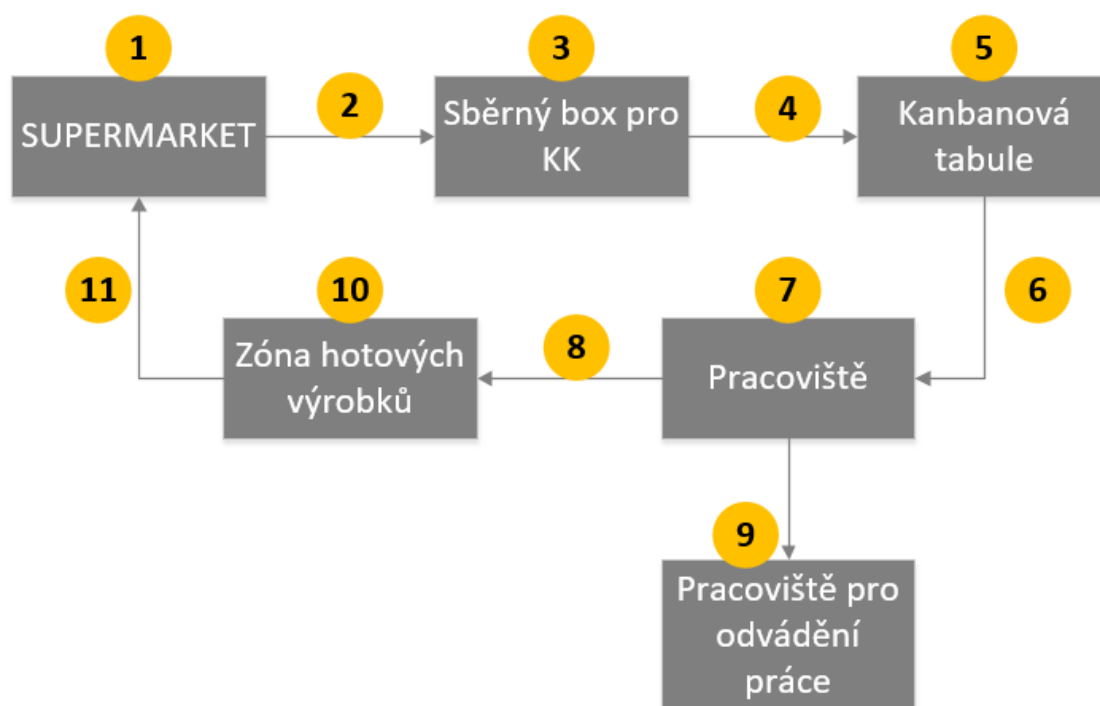 1
SUPERMARKET
2
3
Sběrný box pro
KK
4
5
Kanbanová
tabule
6
7
Pracoviště
8
9
Pracoviště pro
odvádění
práce
10
Zóna hotových
výrobků
11